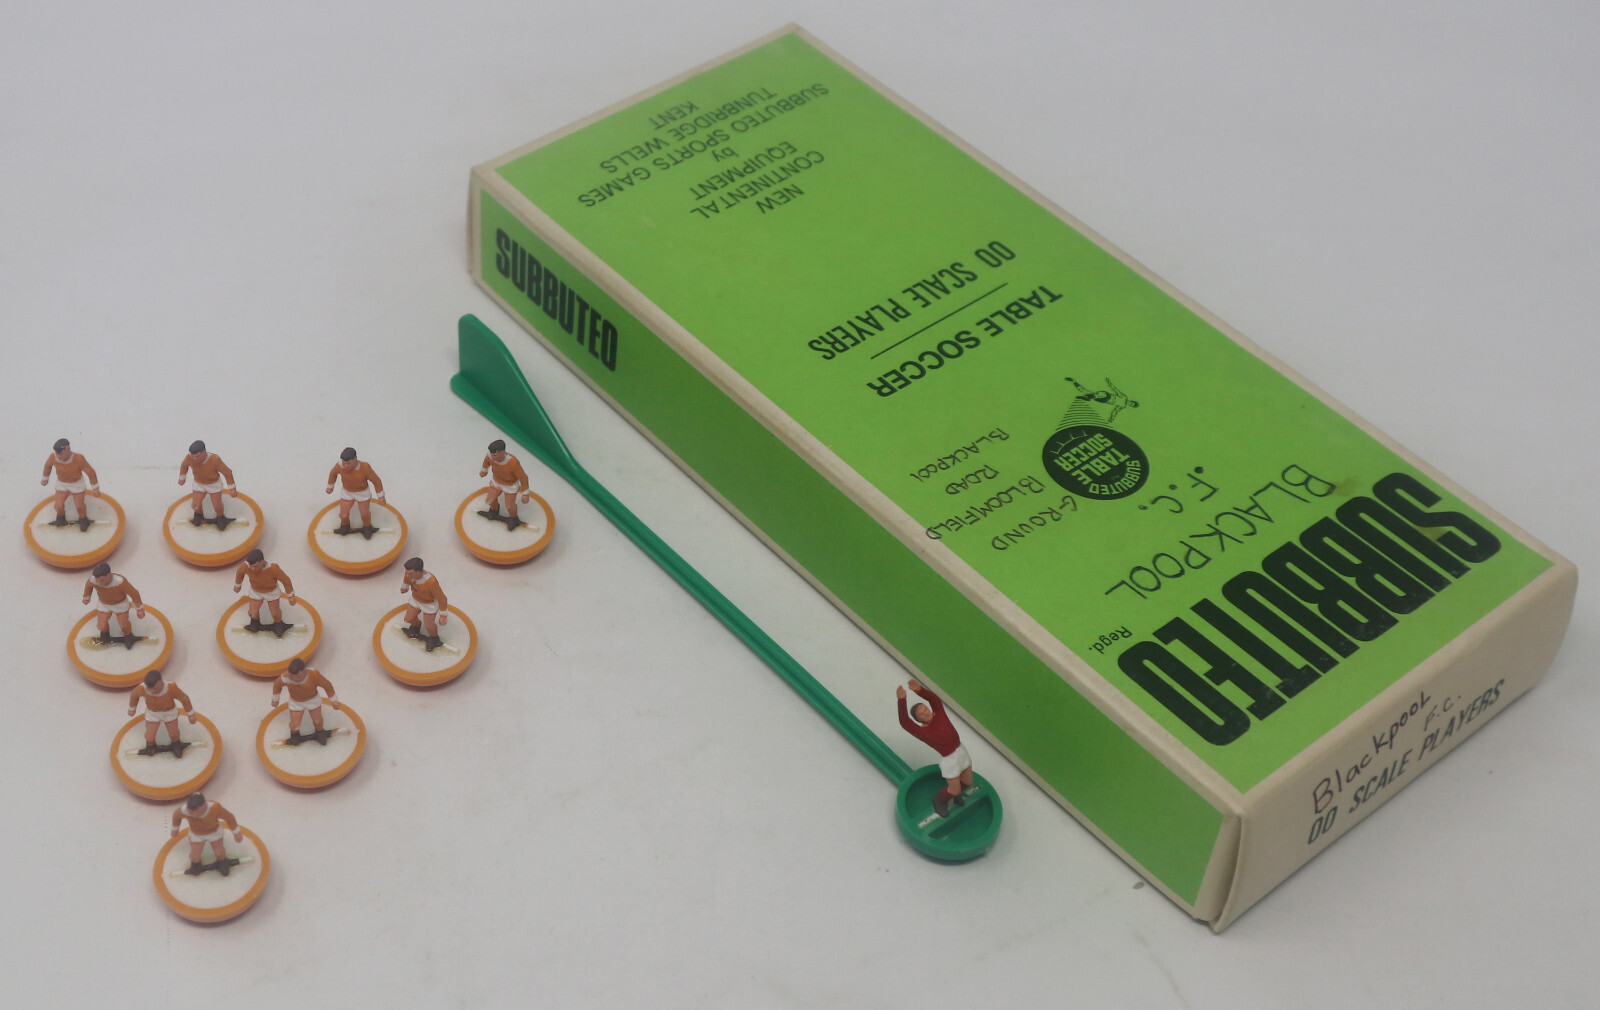 SUBBUTEO
Regd.
BLACKPOOL
F.C.
GROUND
BLOOMFIELD
ROAD
BLACKPOOL
SUBBUTEO
TABLE
SOCCER
TABLE SOCCER
OO SCALE PLAYERS
NEW
CONTINENTAL
EQUIPMENT
by
SUBBUTEO SPORTS GAMES
TUNBRIDGE WELLS
KENT
SUBBUTEO
Blackpool
F.C.
OO SCALE PLAYERS